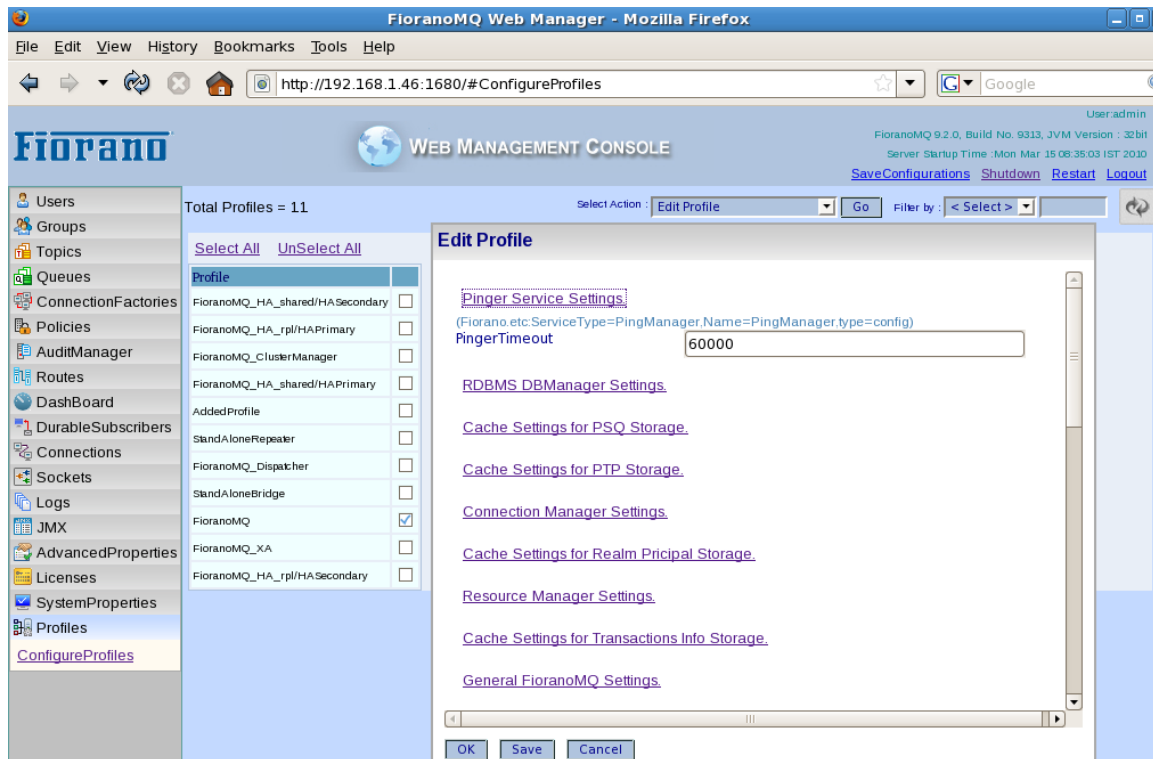 FioranoMQ Web Manager - Mozilla Firefox
File Edit View History Bookmarks Tools Help
http://192.168.1.46:1680/#ConfigureProfiles
G Google
User:admin
Fiorano WEB MANAGEMENT CONSOLE
FioranoMQ 9.2.0, Build No. 9313, JVM Version : 32bit
Server Startup Time :Mon Mar 15 08:35:03 IST 2010
SaveConfigurations Shutdown Restart Logout
Users
Groups
Topics
Queues
ConnectionFactories
Policies
AuditManager
Routes
DashBoard
DurableSubscribers
Connections
Sockets
Logs
JMX
AdvancedProperties
Licenses
SystemProperties
Profiles
ConfigureProfiles
Total Profiles = 11
Select Action : Edit Profile Go Filter by : < Select >
Select All UnSelect All
Profile
FioranoMQ_HA_shared/HASecondary
FioranoMQ_HA_rpl/HAPrimary
FioranoMQ_ClusterManager
FioranoMQ_HA_shared/HAPrimary
AddedProfile
StandAloneRepeater
FioranoMQ_Dispatcher
StandAloneBridge
FioranoMQ
FioranoMQ_XA
FioranoMQ_HA_rpl/HASecondary
Edit Profile
Pinger Service Settings.
(Fiorano.etc:ServiceType=PingManager,Name=PingManager,type=config)
PingerTimeout 60000
RDBMS DBManager Settings.
Cache Settings for PSQ Storage.
Cache Settings for PTP Storage.
Connection Manager Settings.
Cache Settings for Realm Pricipal Storage.
Resource Manager Settings.
Cache Settings for Transactions Info Storage.
General FioranoMQ Settings.
OK Save Cancel